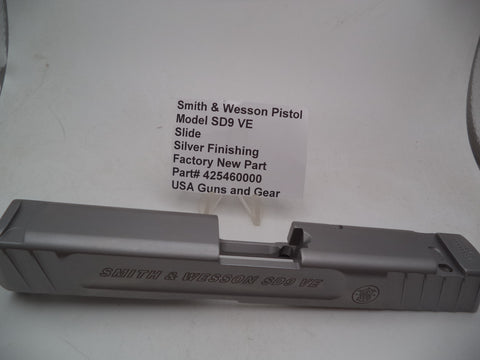 Smith & Wesson Pistol
Model SD9 VE
Slide
Silver Finishing
Factory New Part
Part# 425460000
USA Guns and Gear
SMITH & WESSON SD9 VE